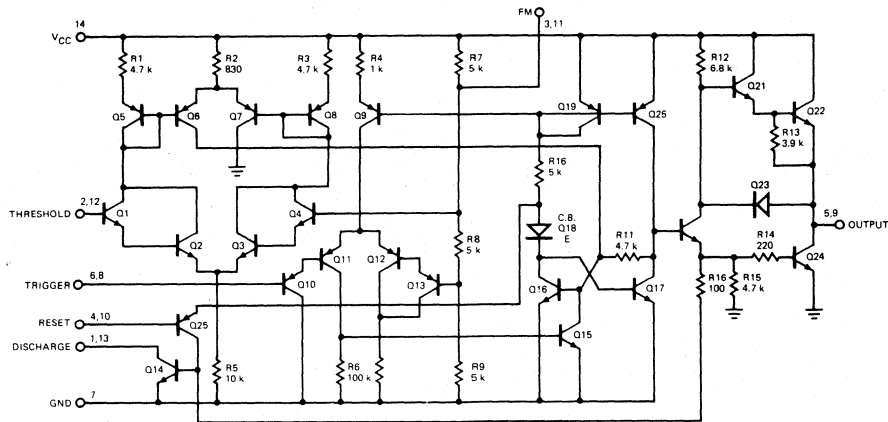 FM
3,11
14
VCC
R1
4.7 k
R2
830
R3
4.7 k
R4
1 k
R7
5 k
R12
6.8 k
Q21
Q5
Q6
Q7
Q8
Q9
Q19
Q25
Q22
R13
3.9 k
R16
5 k
2,12
THRESHOLD
Q1
Q2
Q3
Q4
C.B.
Q18
E
Q23
5,9
OUTPUT
R8
5 k
R11
4.7 k
R14
220
6,8
TRIGGER
Q10
Q11
Q12
Q13
Q16
Q17
R16
100
R15
4.7 k
Q24
4,10
RESET
Q25
Q15
1,13
DISCHARGE
Q14
R5
10 k
R6
100 k
R9
5 k
7
GND